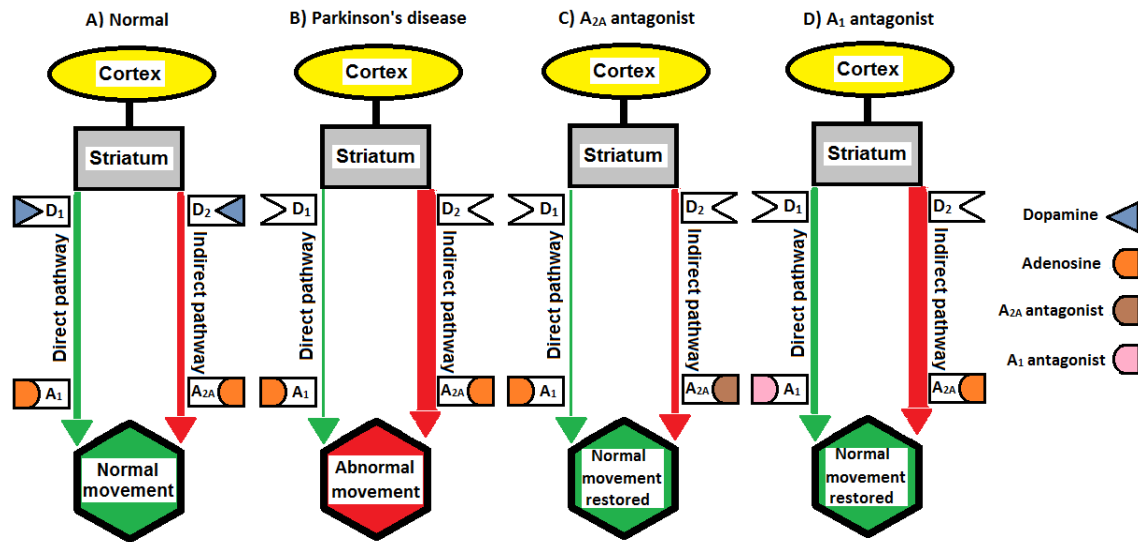 A) Normal
Cortex
Striatum
D₁
D₂
Direct pathway
Indirect pathway
A₁
A₂A
Normal
movement
B) Parkinson's disease
Cortex
Striatum
D₁
D₂
Direct pathway
Indirect pathway
A₁
A₂A
Abnormal
movement
C) A₂A antagonist
Cortex
Striatum
D₁
D₂
Direct pathway
Indirect pathway
A₁
A₂A
Normal
movement
restored
D) A₁ antagonist
Cortex
Striatum
D₁
D₂
Direct pathway
Indirect pathway
A₁
A₂A
Normal
movement
restored
Dopamine
Adenosine
A₂A antagonist
A₁ antagonist